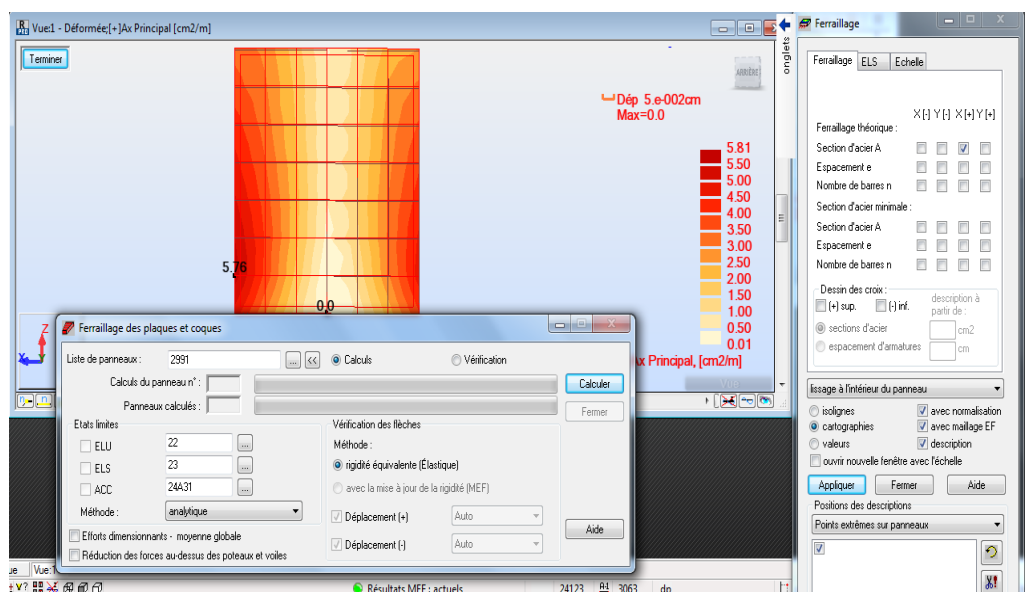 Vue:1 - Déformée;[+]Ax Principal [cm2/m]
Terminer
ARRIÈRE
Dép 5.e-002cm
Max=0.0
5.81
5.50
5.00
4.50
4.00
3.50
3.00
2.50
2.00
1.50
1.00
0.50
0.01
Ax Principal, [cm2/m]
5.76
0,0
Z
X
Vue
onglets
Ferraillage des plaques et coques
Liste de panneaux :
2991
...
<<
Calculs
Vérification
Calculs du panneau n° :
Calculer
Panneaux calculés :
Fermer
Etats limites
ELU
22
...
ELS
23
...
ACC
24A31
...
Méthode :
analytique
Efforts dimensionnants - moyenne globale
Réduction des forces au-dessus des poteaux et voiles
Vérification des flèches
Méthode :
rigidité équivalente (Élastique)
avec la mise à jour de la rigidité (MEF)
Déplacement (+)
Auto
Déplacement (-)
Auto
Aide
Vue:1
Résultats MEF : actuels
24123
3063
dp
Ferraillage
Ferraillage
ELS
Echelle
X[-] Y[-] X[+] Y[+]
Ferraillage théorique :
Section d'acier A
Espacement e
Nombre de barres n
Section d'acier minimale :
Section d'acier A
Espacement e
Nombre de barres n
Dessin des croix :
(+) sup.
(-) inf.
description à
partir de :
sections d'acier
cm2
espacement d'armatures
cm
lissage à l'intérieur du panneau
isolignes
avec normalisation
cartographies
avec maillage EF
valeurs
description
ouvrir nouvelle fenêtre avec l'échelle
Appliquer
Fermer
Aide
Positions des descriptions
Points extrêmes sur panneaux